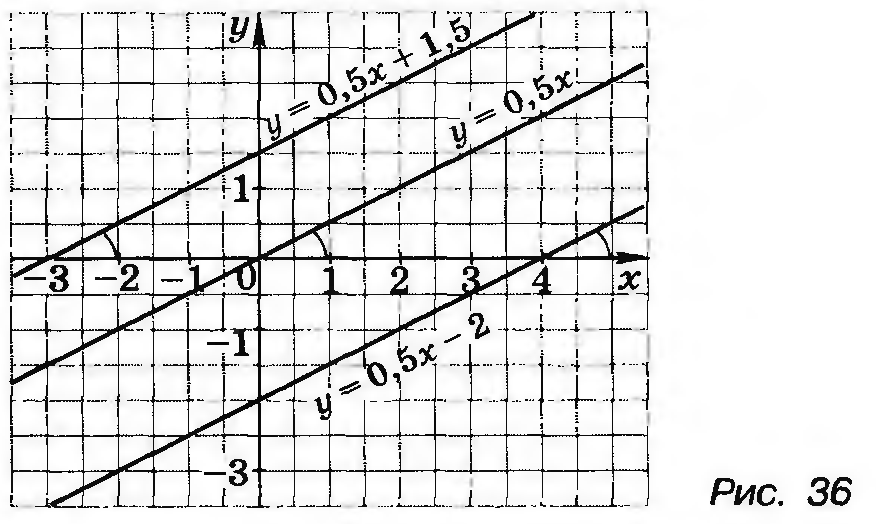 y
y = 0,5x + 1,5
y = 0,5x
1
−3 −2 −1 0 1 2 3 4 x
−1
y = 0,5x − 2
−3
Рис. 36